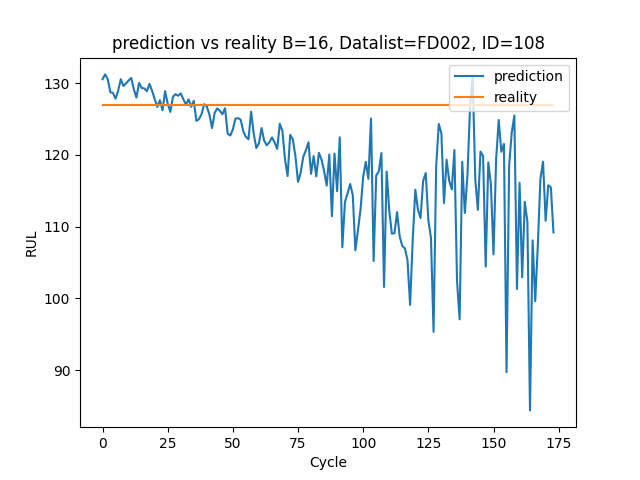 prediction vs reality B=16, Datalist=FD002, ID=108
prediction
reality
RUL
130
120
110
100
90
0 25 50 75 100 125 150 175
Cycle